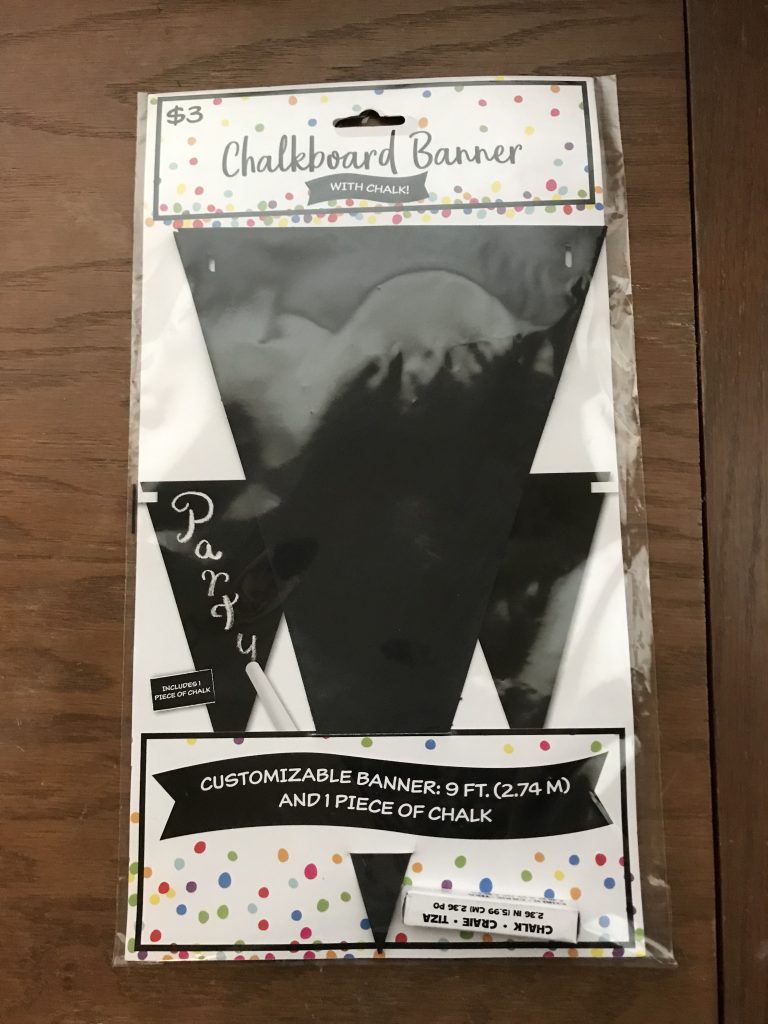 $3
Chalkboard Banner
WITH CHALK!
Party
INCLUDES 1
PIECE OF CHALK
CUSTOMIZABLE BANNER: 9 FT. (2.74 M)
AND 1 PIECE OF CHALK
CHALK • CRAIE • TIZA
2.36 IN (5.99 CM) 2.36 PO